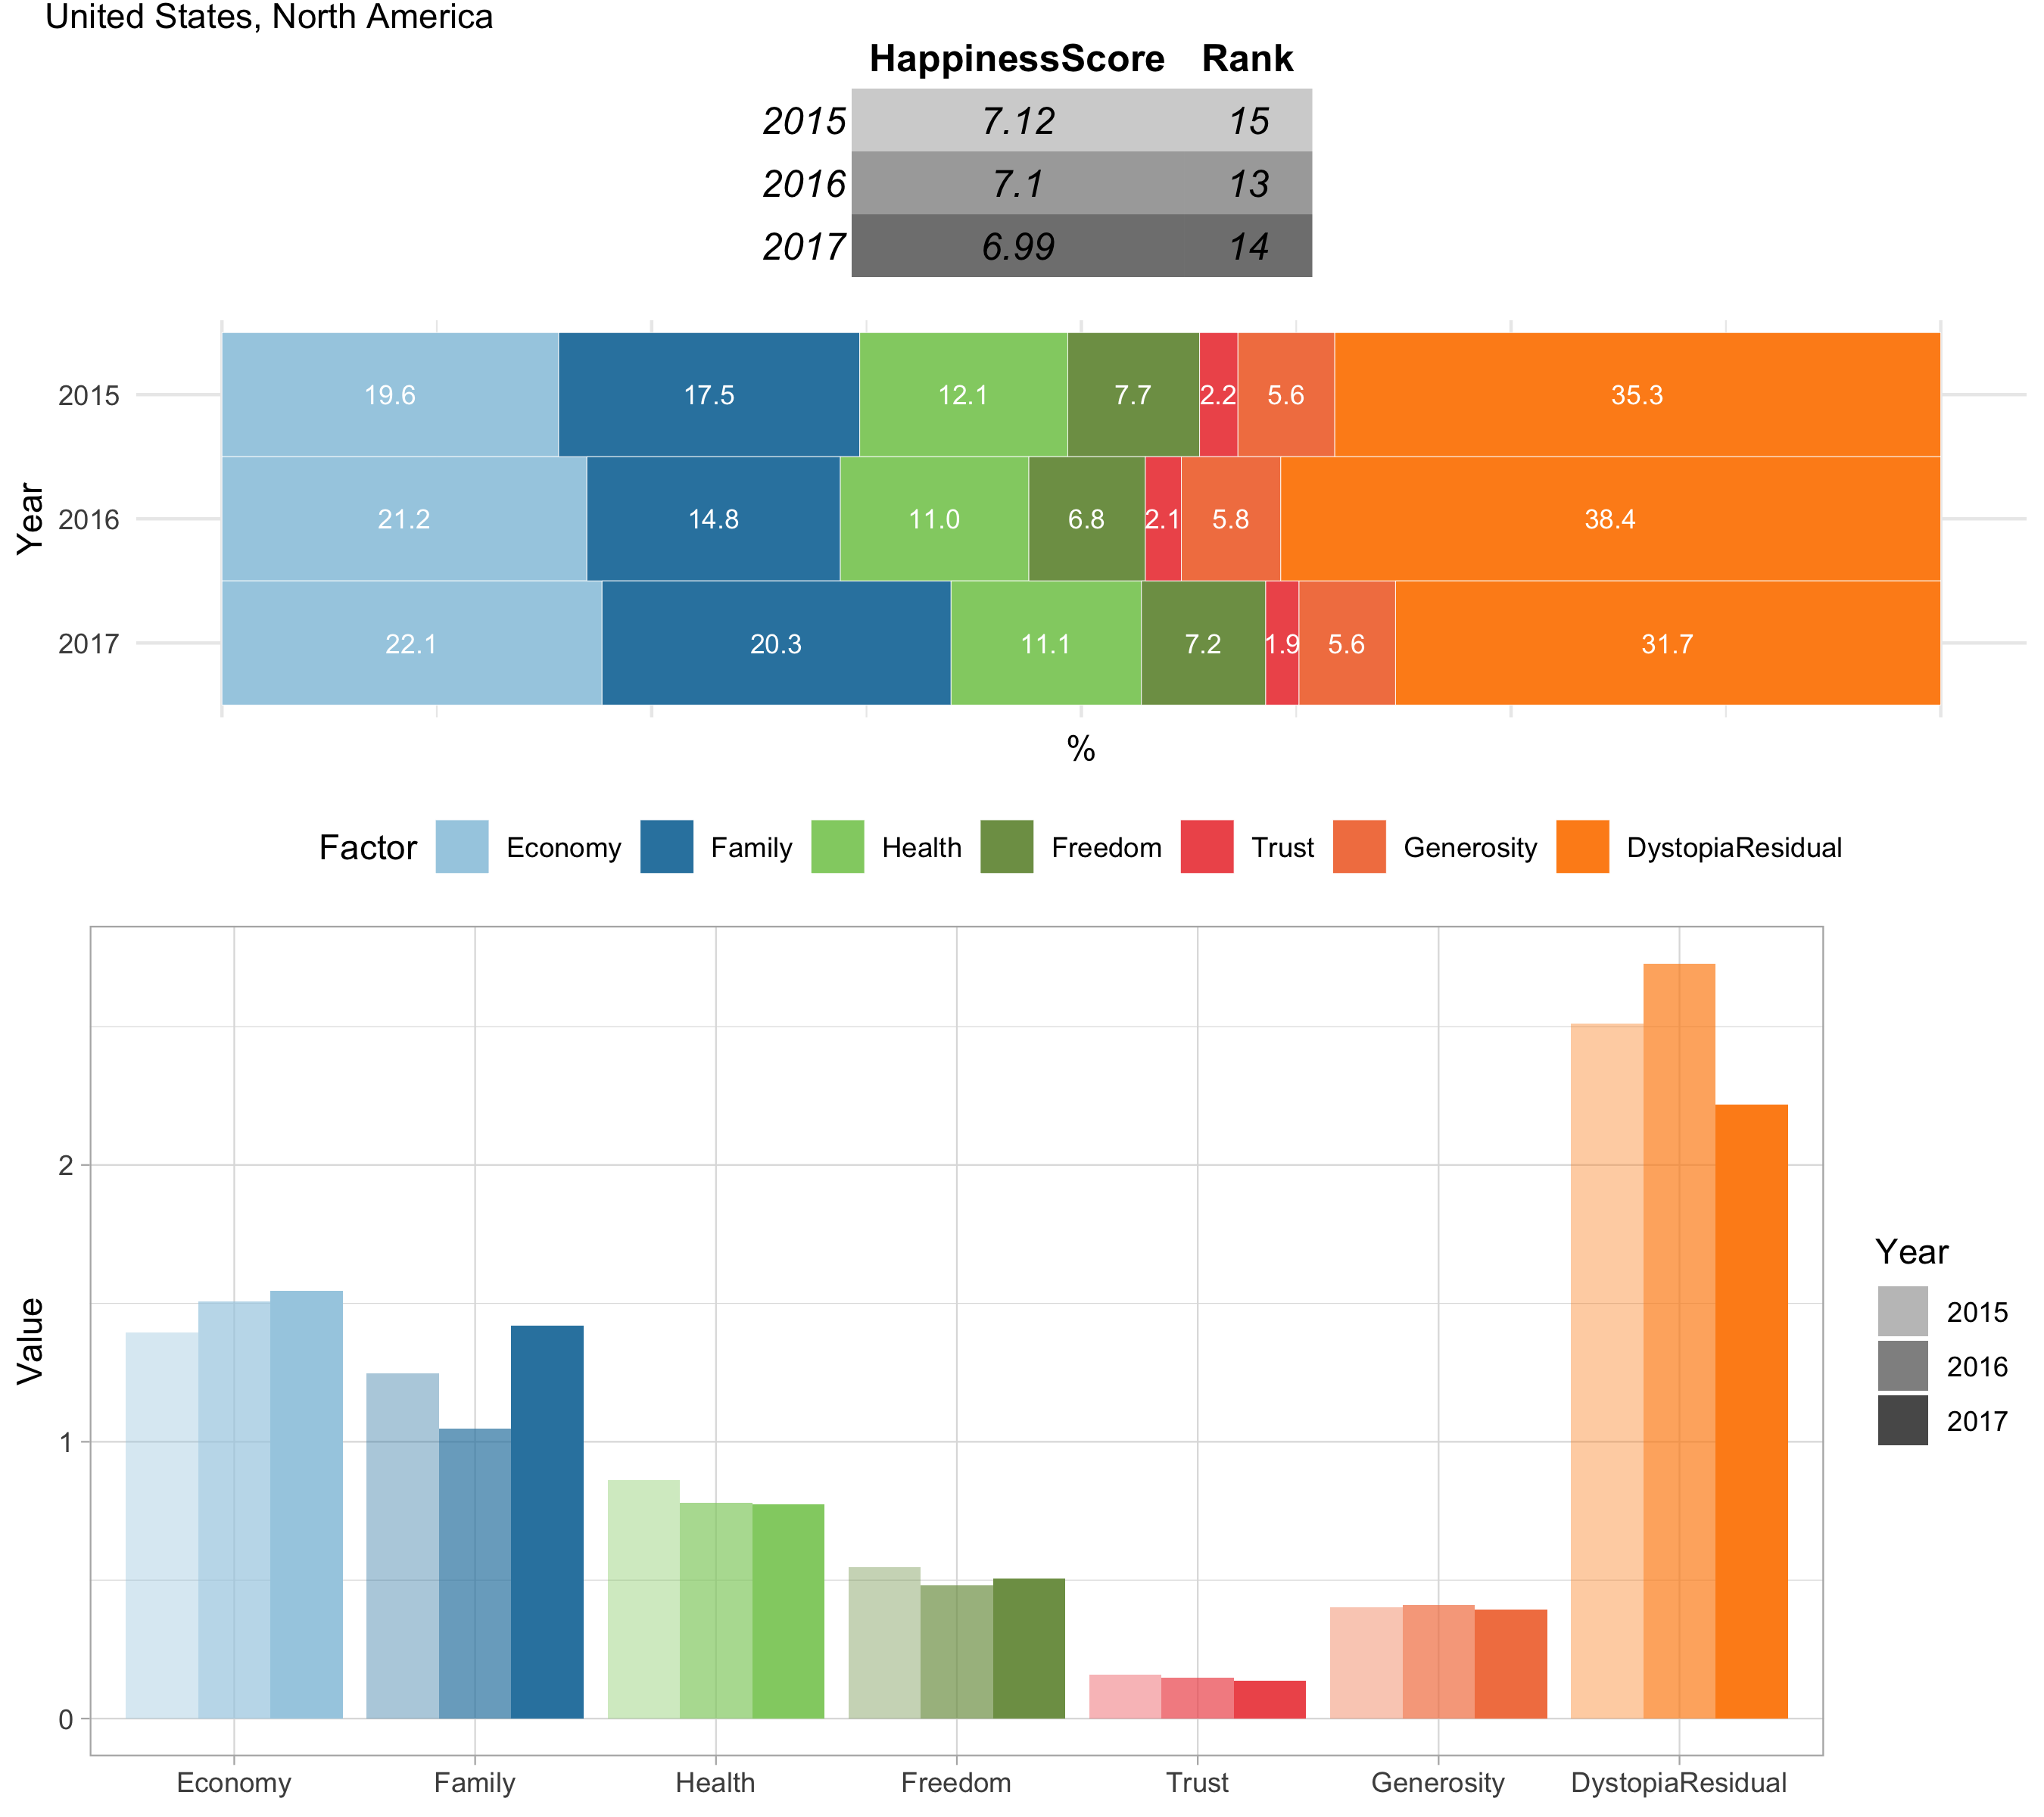 United States, North America
HappinessScore Rank
2015 7.12 15
2016 7.1 13
2017 6.99 14
2015 19.6 17.5 12.1 7.7 2.2 5.6 35.3
2016 21.2 14.8 11.0 6.8 2.1 5.8 38.4
2017 22.1 20.3 11.1 7.2 1.9 5.6 31.7
Year
%
Factor Economy Family Health Freedom Trust Generosity DystopiaResidual
2
1
0
Value
Economy Family Health Freedom Trust Generosity DystopiaResidual
Year
2015
2016
2017